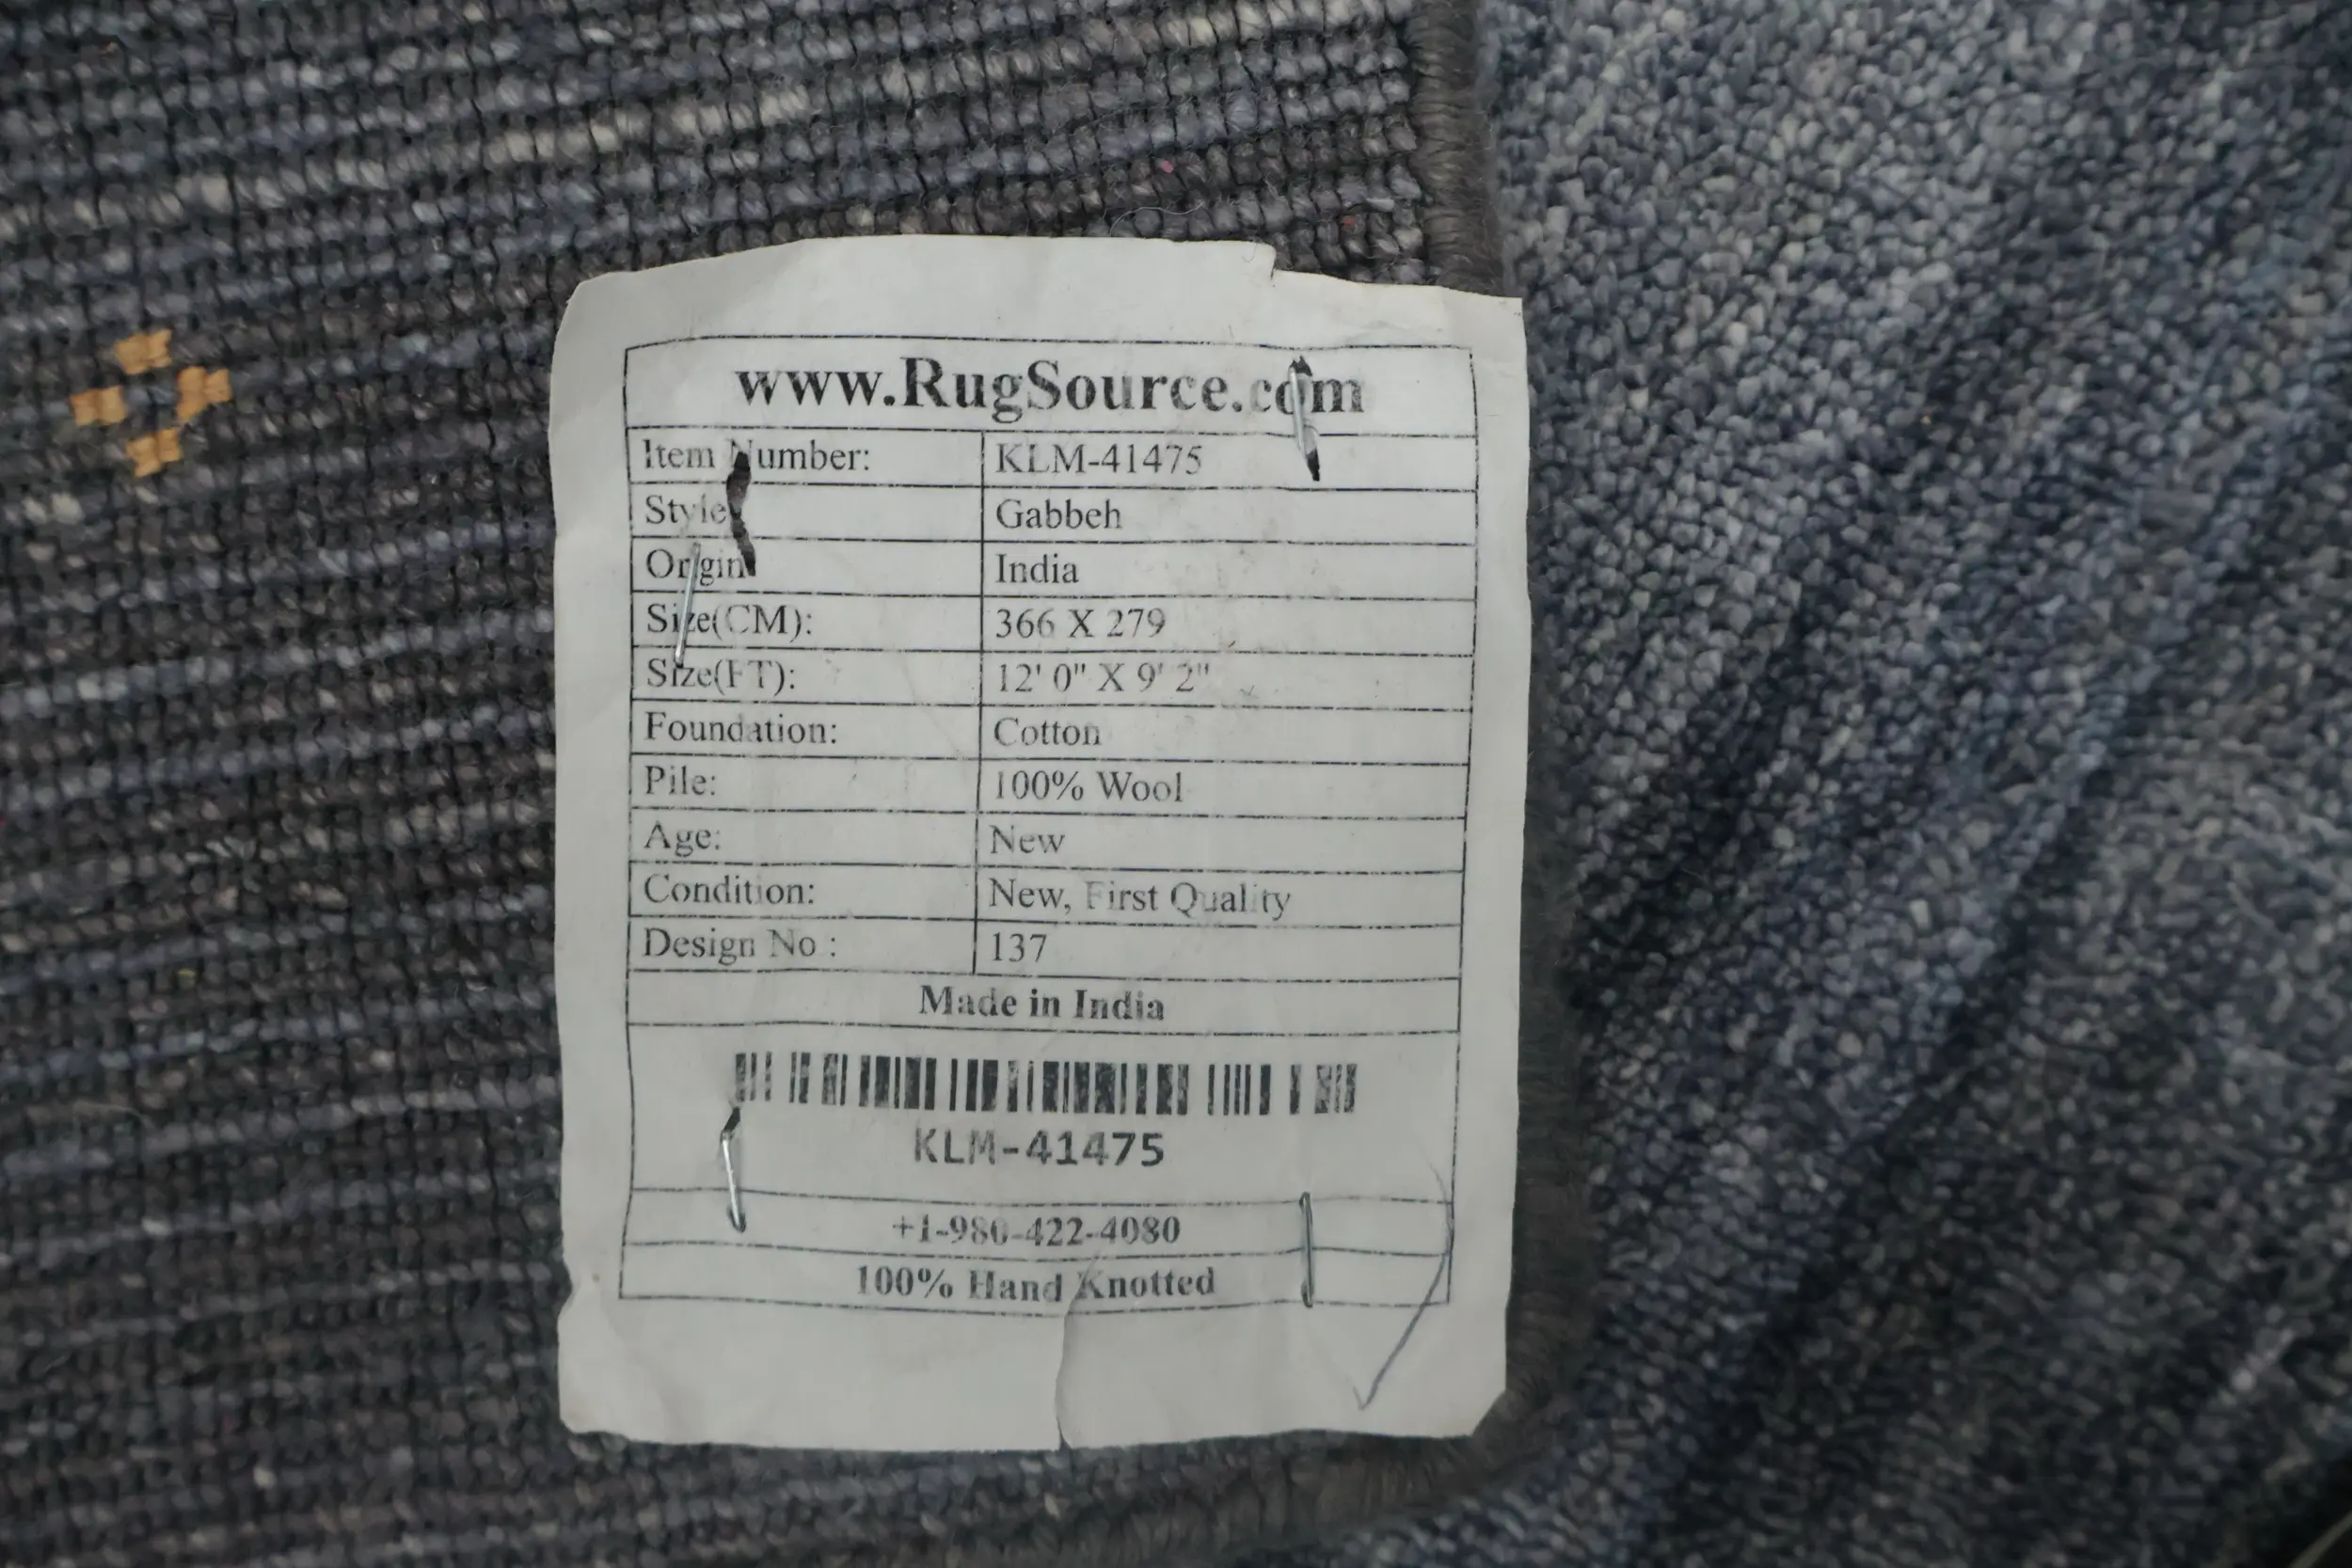 www.RugSource.com
Item Number: KLM-41475
Style Gabbeh
Origin India
Size(CM): 366 X 279
Size(FT): 12' 0" X 9' 2"
Foundation: Cotton
Pile: 100% Wool
Age: New
Condition: New, First Quality
Design No : 137
Made in India
KLM-41475
+1-980-422-4080
100% Hand Knotted